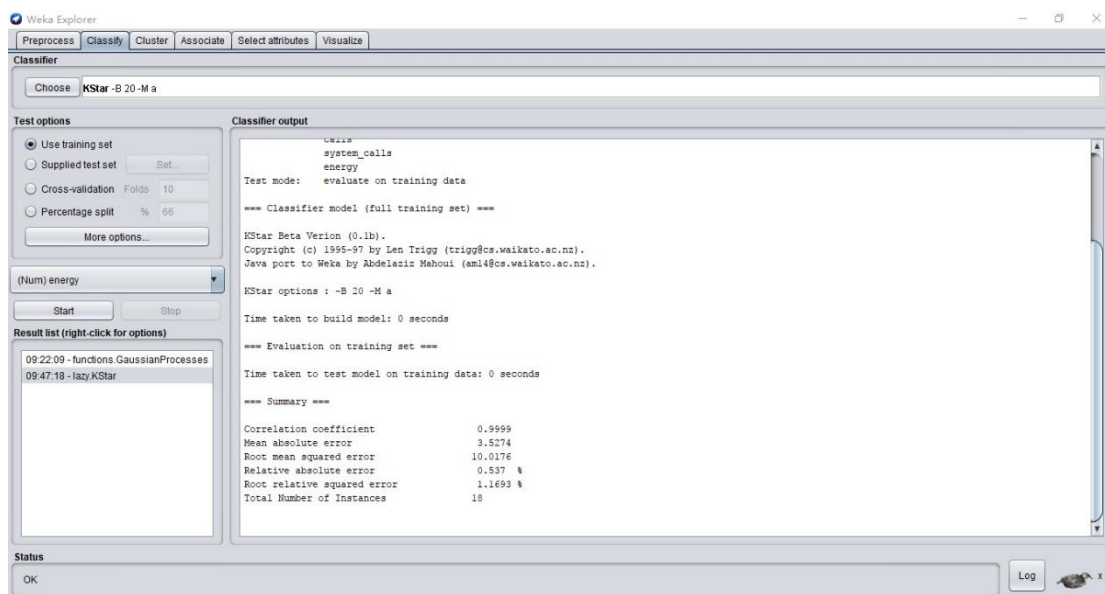 Weka Explorer
Preprocess Classify Cluster Associate Select attributes Visualize
Classifier
Choose KStar -B 20 -M a
Test options
Use training set
Supplied test set Set...
Cross-validation Folds 10
Percentage split % 66
More options...
(Num) energy
Start Stop
Result list (right-click for options)
09:22:09 - functions.GaussianProcesses
09:47:18 - lazy.KStar
Classifier output
calls
system_calls
energy
Test mode: evaluate on training data
=== Classifier model (full training set) ===
KStar Beta Verion (0.1b).
Copyright (c) 1995-97 by Len Trigg (trigg@cs.waikato.ac.nz).
Java port to Weka by Abdelaziz Mahoui (am14@cs.waikato.ac.nz).
KStar options : -B 20 -M a
Time taken to build model: 0 seconds
=== Evaluation on training set ===
Time taken to test model on training data: 0 seconds
=== Summary ===
Correlation coefficient 0.9999
Mean absolute error 3.5274
Root mean squared error 10.0176
Relative absolute error 0.537 %
Root relative squared error 1.1693 %
Total Number of Instances 18
Status
OK
Log
x